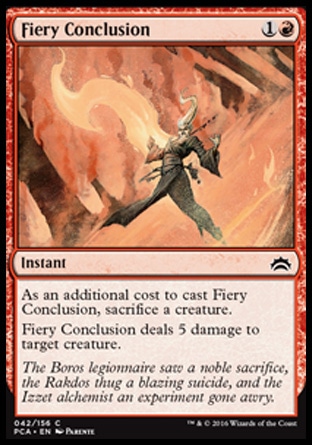 Fiery Conclusion 1
Instant
As an additional cost to cast Fiery
Conclusion, sacrifice a creature.
Fiery Conclusion deals 5 damage to
target creature.
The Boros legionnaire saw a noble sacrifice,
the Rakdos thug a blazing suicide, and the
Izzet alchemist an experiment gone awry.
042/156 C
PCA • EN Parente ™ & © 2016 Wizards of the Coast